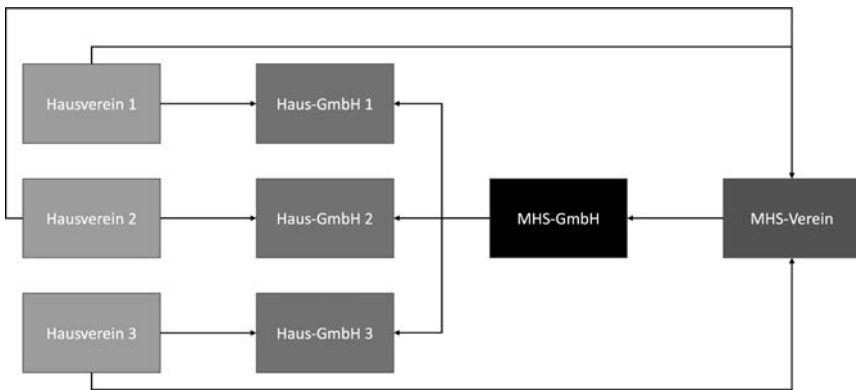 Hausverein 1
Haus-GmbH 1
Hausverein 2
Haus-GmbH 2
MHS-GmbH
MHS-Verein
Hausverein 3
Haus-GmbH 3